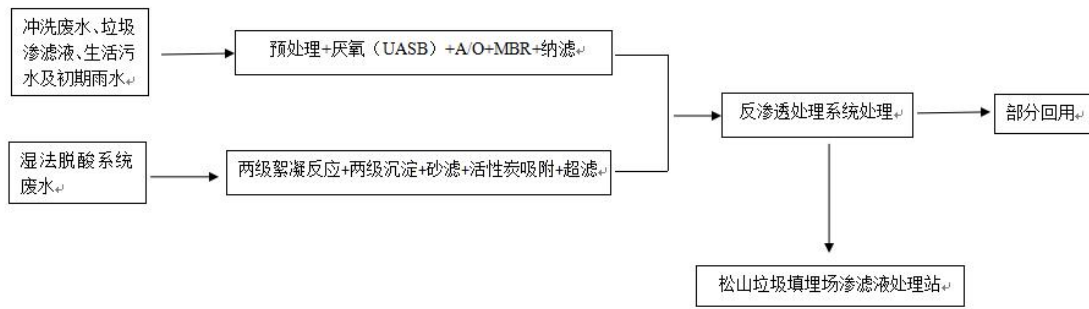 冲洗废水、垃圾
渗滤液、生活污
水及初期雨水
预处理+厌氧（UASB）+A/O+MBR+纳滤
反渗透处理系统处理
部分回用
湿法脱酸系统
废水
两级絮凝反应+两级沉淀+砂滤+活性炭吸附+超滤
松山垃圾填埋场渗滤液处理站